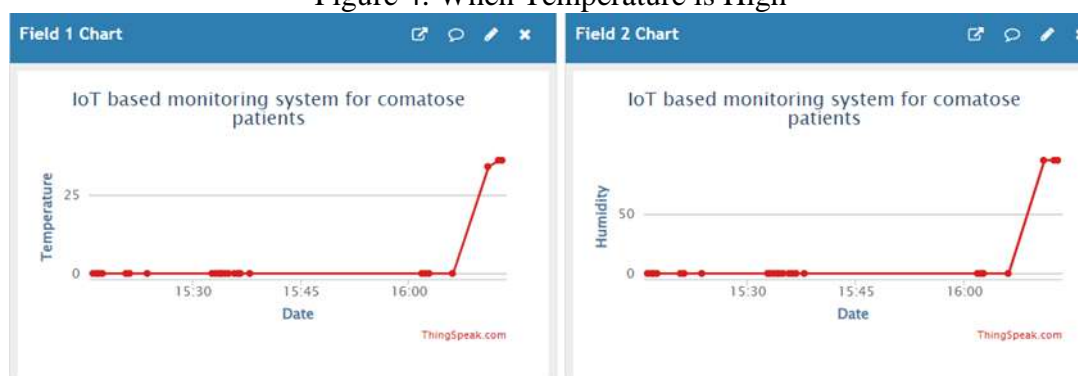 Figure 4: When Temperature is High
Field 1 Chart
IoT based monitoring system for comatose
patients
Temperature
25
0
15:30 15:45 16:00
Date
ThingSpeak.com
Field 2 Chart
IoT based monitoring system for comatose
patients
Humidity
50
0
15:30 15:45 16:00
Date
ThingSpeak.com